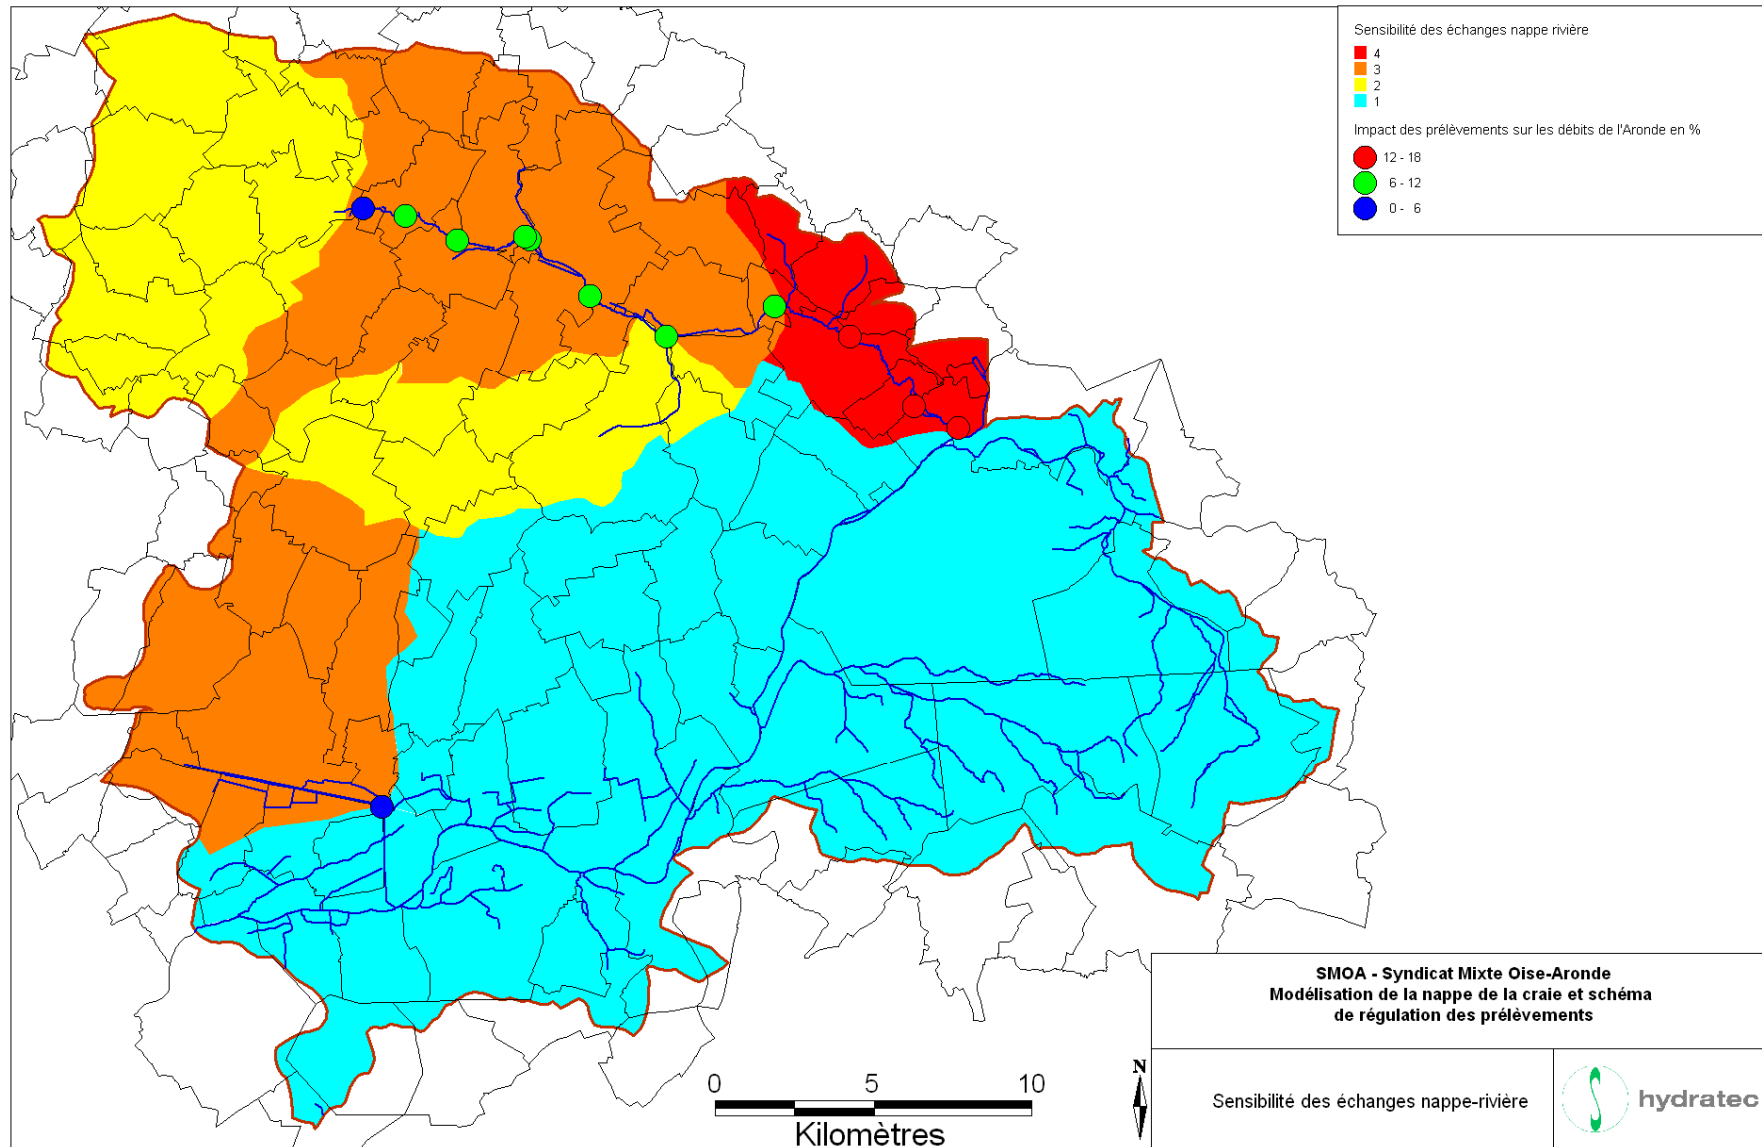 Sensibilité des échanges nappe rivière
4
3
2
1
Impact des prélèvements sur les débits de l'Aronde en %
12 - 18
6 - 12
0 - 6
SMOA - Syndicat Mixte Oise-Aronde
Modélisation de la nappe de la craie et schéma
de régulation des prélèvements
N
0 5 10
Kilomètres
Sensibilité des échanges nappe-rivière
hydratec